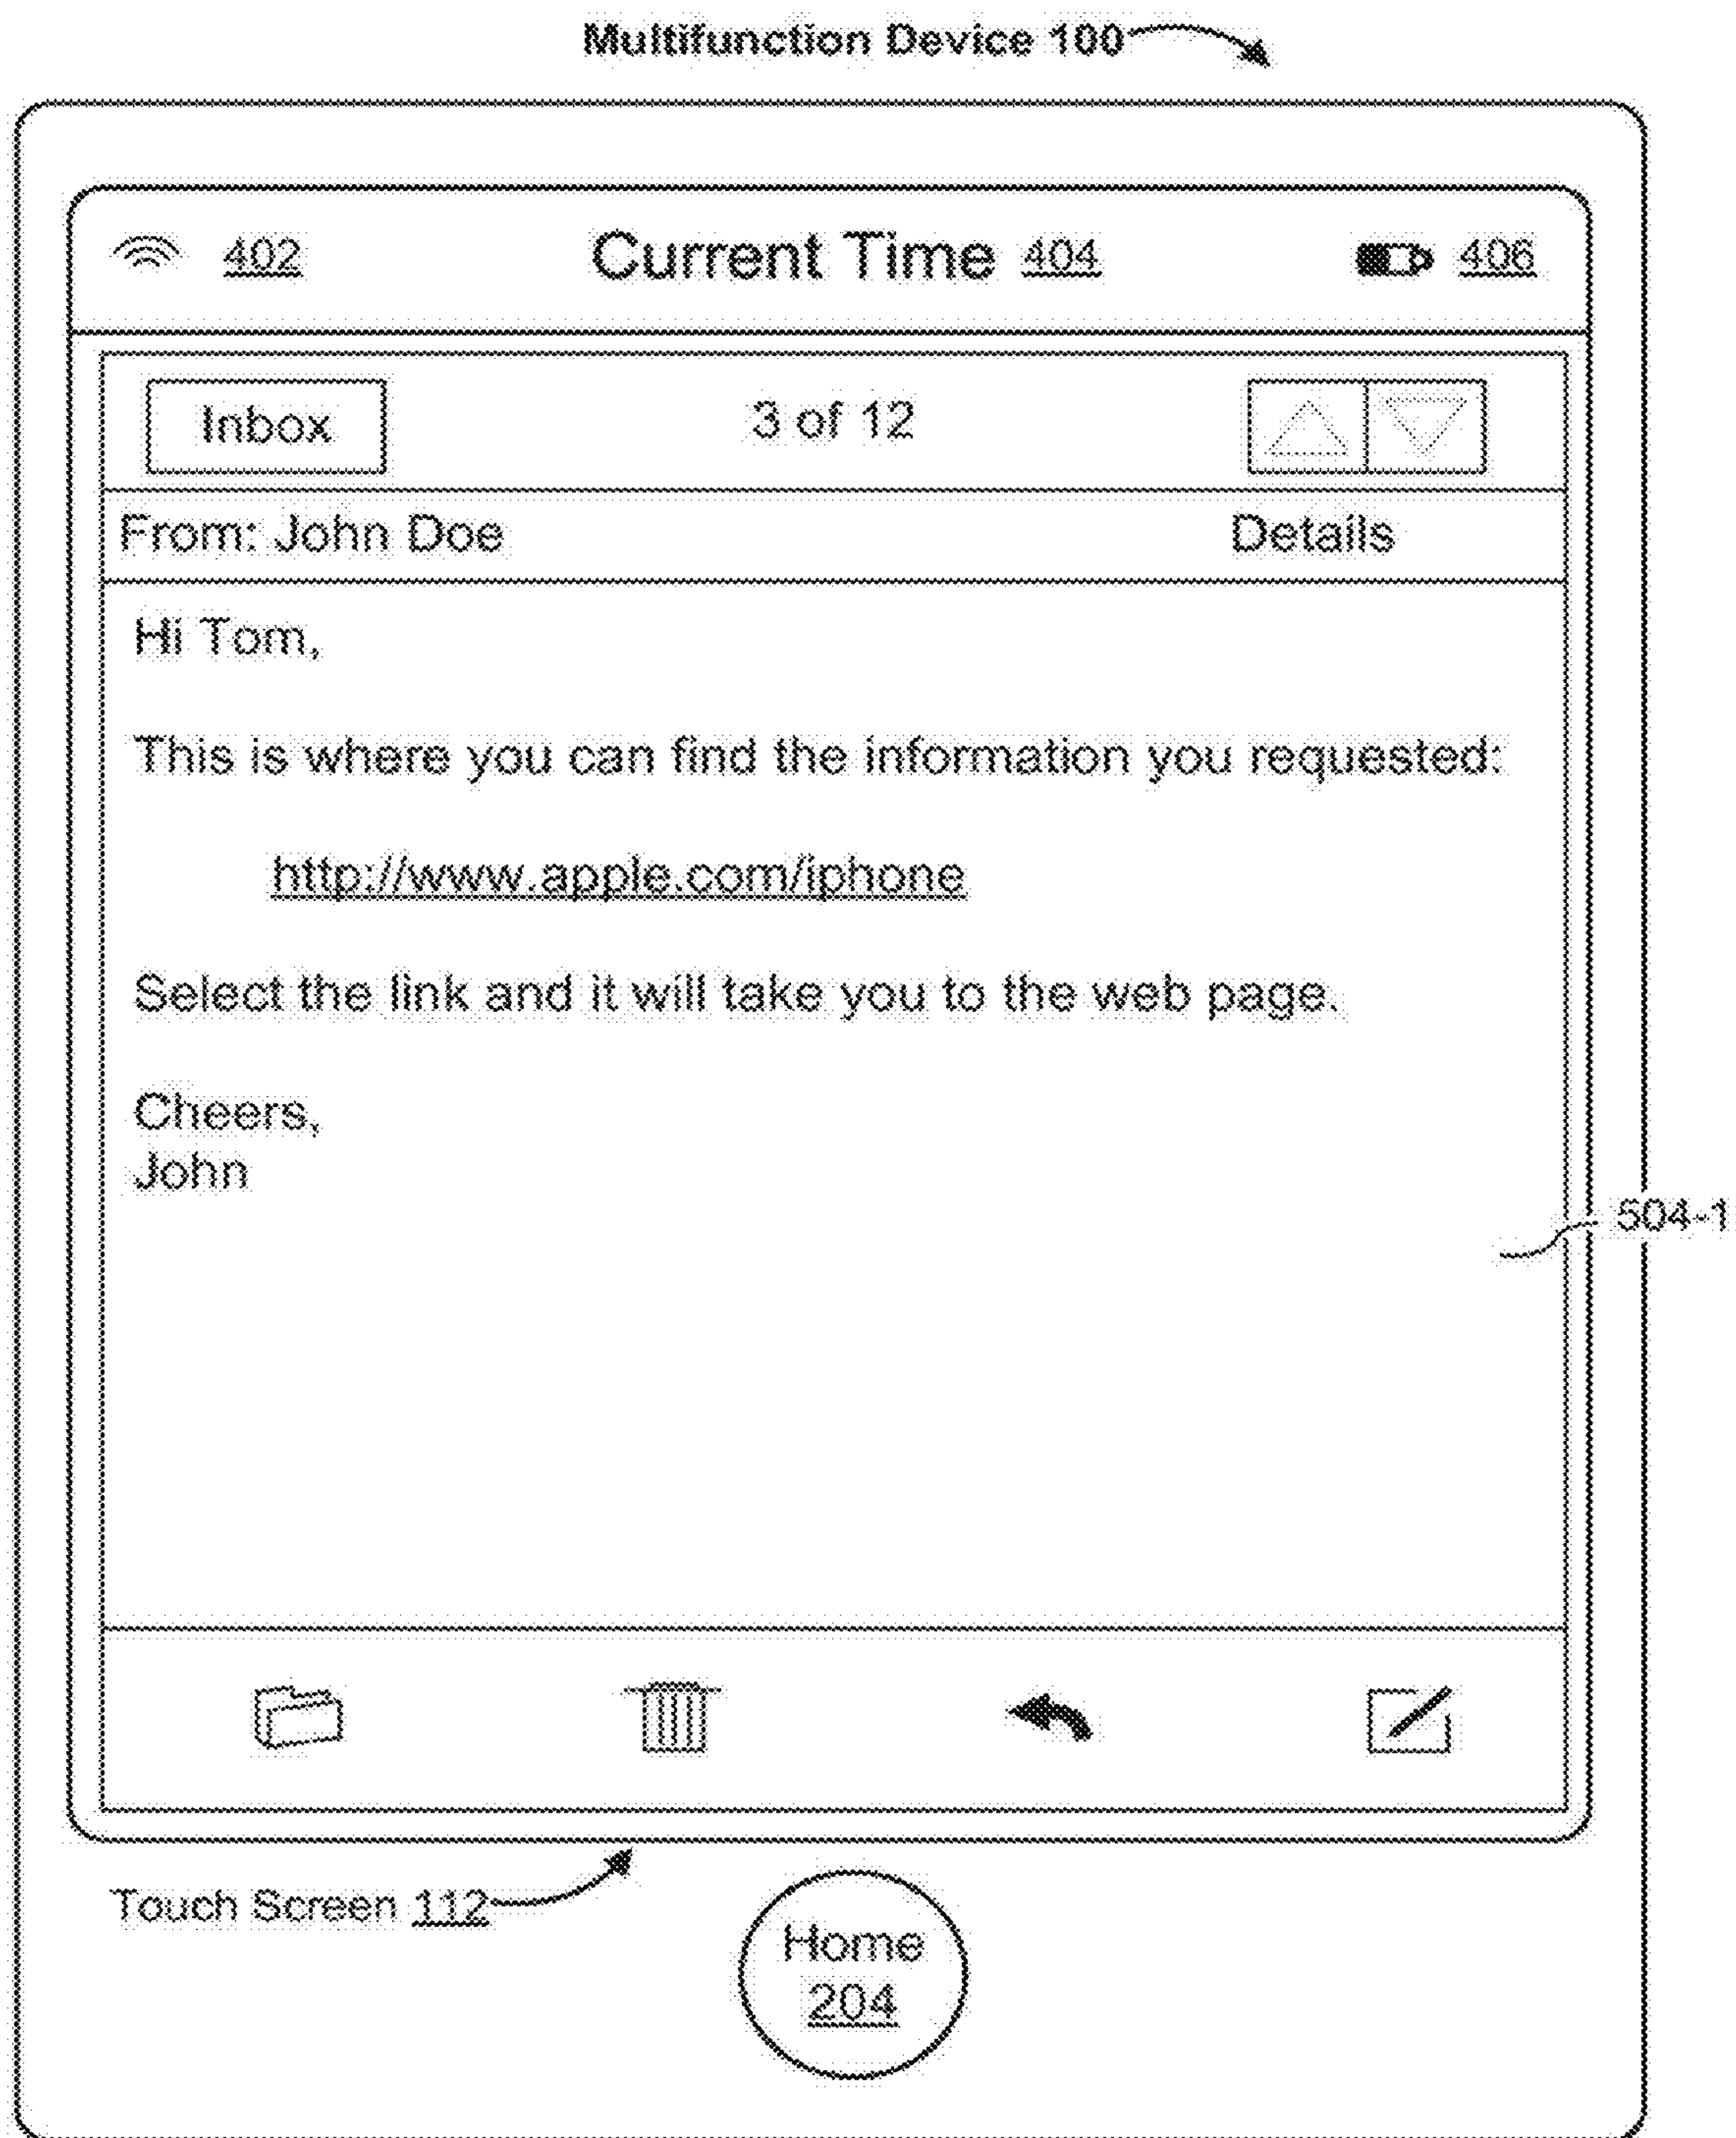 Multifunction Device 100
402 Current Time 404 406
Inbox 3 of 12
From: John Doe Details
Hi Tom,
This is where you can find the information you requested:
http://www.apple.com/iphone
Select the link and it will take you to the web page.
Cheers,
John
504-1
Touch Screen 112
Home
204